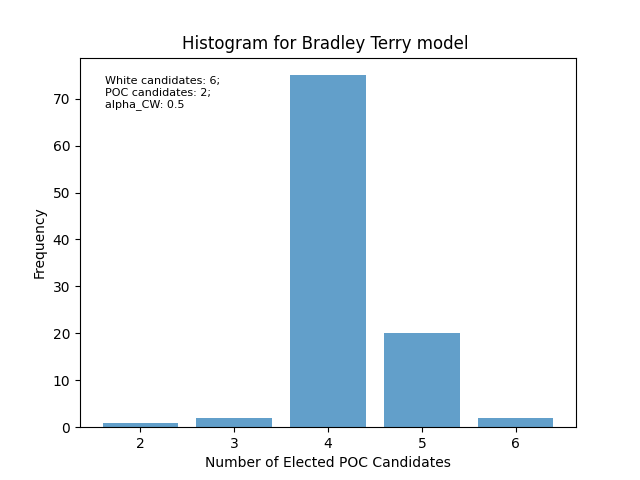 Histogram for Bradley Terry model
White candidates: 6;
POC candidates: 2;
alpha_CW: 0.5
Frequency
70
60
50
40
30
20
10
0
2 3 4 5 6
Number of Elected POC Candidates